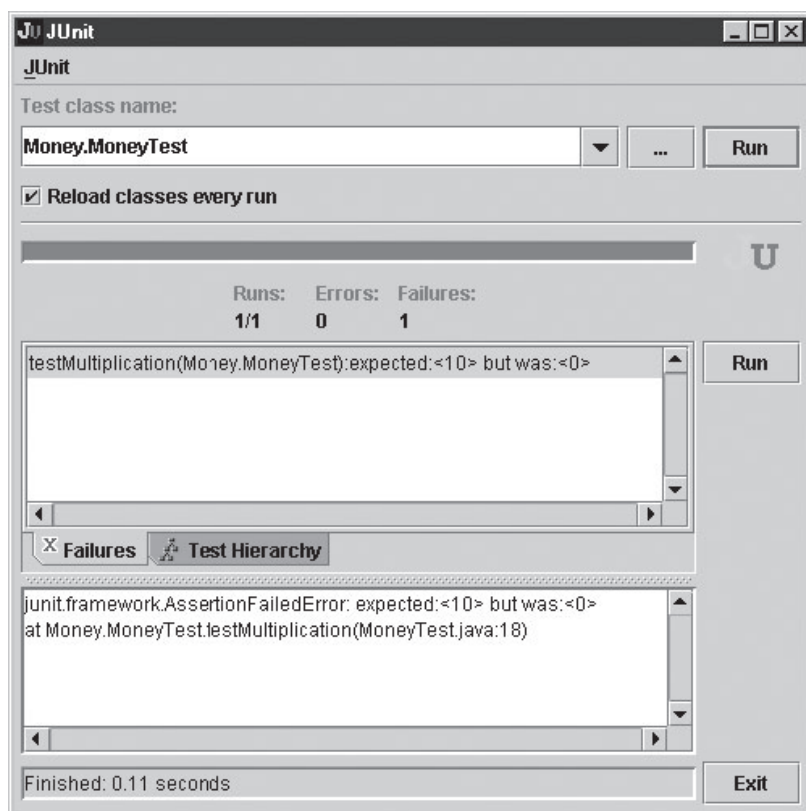 JU JUnit
JUnit
Test class name:
Money.MoneyTest
... Run
Reload classes every run
U
Runs: Errors: Failures:
1/1 0 1
testMultiplication(Money.MoneyTest):expected:<10> but was:<0>
Run
X Failures Test Hierarchy
junit.framework.AssertionFailedError: expected:<10> but was:<0>
at Money.MoneyTest.testMultiplication(MoneyTest.java:18)
Finished: 0.11 seconds
Exit